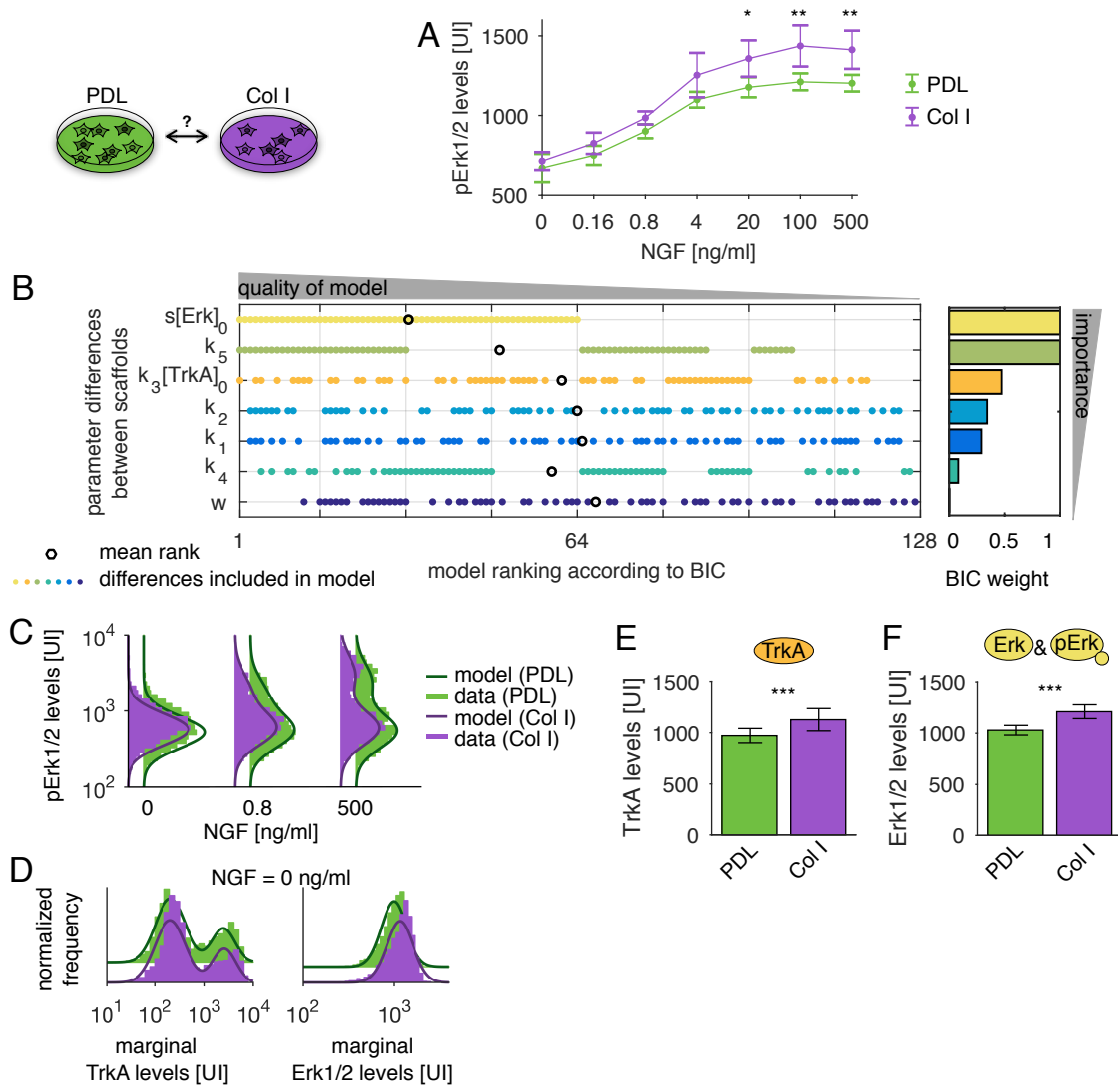 PDL
Col I
?
A
* ** **
pErk1/2 levels [UI]
1500
1000
500
0 0.16 0.8 4 20 100 500
NGF [ng/ml]
PDL
Col I
B
quality of model
parameter differences
between scaffolds
s[Erk]0
k5
k3[TrkA]0
k2
k1
k4
w
1 64 128
model ranking according to BIC
mean rank
differences included in model
importance
0 0.5 1
BIC weight
C
pErk1/2 levels [UI]
10^4
10^3
10^2
0 0.8 500
NGF [ng/ml]
model (PDL)
data (PDL)
model (Col I)
data (Col I)
D
NGF = 0 ng/ml
normalized
frequency
10^1 10^2 10^3 10^4
marginal
TrkA levels [UI]
10^2 10^3
marginal
Erk1/2 levels [UI]
E
TrkA
***
TrkA levels [UI]
1500
1000
500
0
PDL Col I
F
Erk & pErk
***
Erk1/2 levels [UI]
1500
1000
500
0
PDL Col I